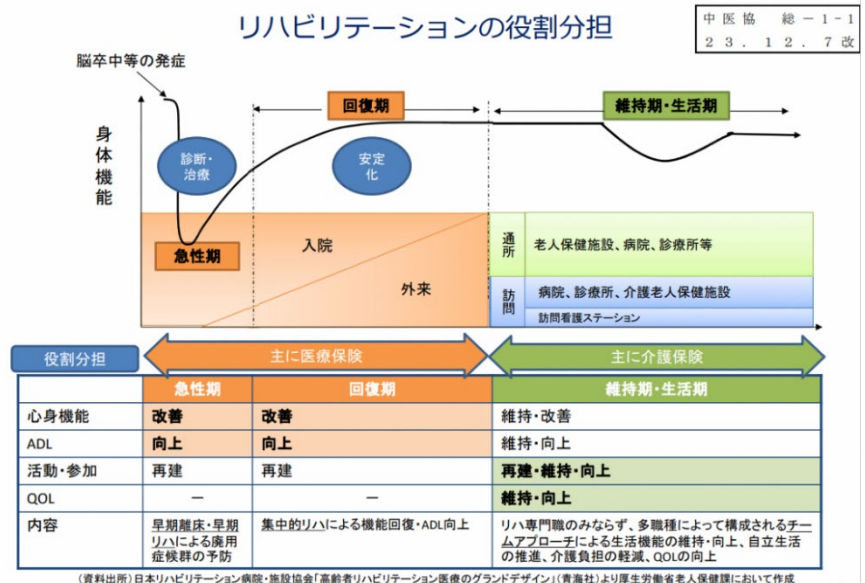 リハビリテーションの役割分担
中医協 総－1-1
23．12．7改
脳卒中等の発症
回復期
維持期・生活期
身体機能
診断・
治療
安定
化
急性期
入院
外来
通所
老人保健施設、病院、診療所等
訪問
病院、診療所、介護老人保健施設
訪問看護ステーション
役割分担
主に医療保険
主に介護保険
急性期 回復期 維持期・生活期
心身機能 改善 改善 維持・改善
ADL 向上 向上 維持・向上
活動・参加 再建 再建 再建・維持・向上
QOL － － 維持・向上
内容
早期離床・早期
リハによる廃用
症候群の予防
集中的リハによる機能回復・ADL向上
リハ専門職のみならず、多職種によって構成されるチー
ムアプローチによる生活機能の維持・向上、自立生活
の推進、介護負担の軽減、QOLの向上
（資料出所）日本リハビリテーション病院・施設協会「高齢者リハビリテーション医療のグランドデザイン」（青海社）より厚生労働省老人保健課において作成